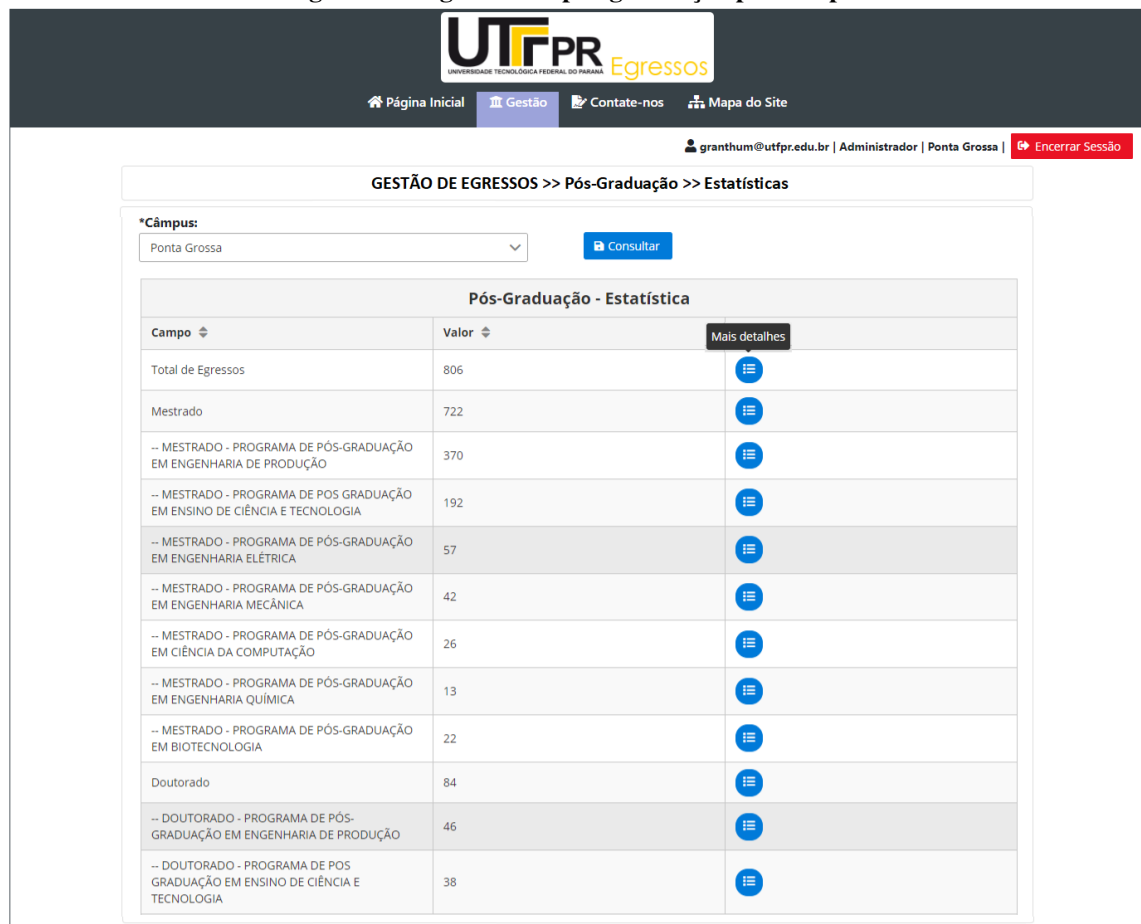 UTFPR
UNIVERSIDADE TECNOLÓGICA FEDERAL DO PARANÁ
Egressos
Página Inicial Gestão Contate-nos Mapa do Site
granthum@utfpr.edu.br | Administrador | Ponta Grossa | Encerrar Sessão
GESTÃO DE EGRESSOS >> Pós-Graduação >> Estatísticas
*Câmpus:
Ponta Grossa Consultar
Pós-Graduação - Estatística
Campo Valor
Mais detalhes
Total de Egressos 806
Mestrado 722
-- MESTRADO - PROGRAMA DE PÓS-GRADUAÇÃO
EM ENGENHARIA DE PRODUÇÃO
370
-- MESTRADO - PROGRAMA DE POS GRADUAÇÃO
EM ENSINO DE CIÊNCIA E TECNOLOGIA
192
-- MESTRADO - PROGRAMA DE PÓS-GRADUAÇÃO
EM ENGENHARIA ELÉTRICA
57
-- MESTRADO - PROGRAMA DE PÓS-GRADUAÇÃO
EM ENGENHARIA MECÂNICA
42
-- MESTRADO - PROGRAMA DE PÓS-GRADUAÇÃO
EM CIÊNCIA DA COMPUTAÇÃO
26
-- MESTRADO - PROGRAMA DE PÓS-GRADUAÇÃO
EM ENGENHARIA QUÍMICA
13
-- MESTRADO - PROGRAMA DE PÓS-GRADUAÇÃO
EM BIOTECNOLOGIA
22
Doutorado 84
-- DOUTORADO - PROGRAMA DE PÓS-
GRADUAÇÃO EM ENGENHARIA DE PRODUÇÃO
46
-- DOUTORADO - PROGRAMA DE POS
GRADUAÇÃO EM ENSINO DE CIÊNCIA E
TECNOLOGIA
38